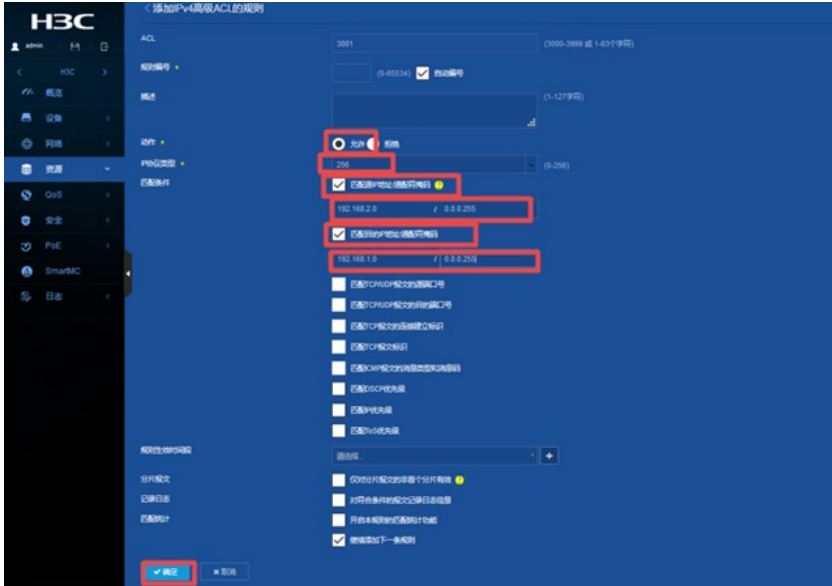 H3C
< 添加IPv4高级ACL的规则
admin
H3C
概览
设备
网络
资源
QoS
安全
PoE
SmartMC
日志
ACL
3001
(3000-3999 或 1-63个字符)
规则编号 *
(0-65534)
自动编号
描述
(1-127字符)
动作 *
允许
拒绝
IP协议类型 *
256
(0-256)
匹配条件
匹配源IP地址/通配符掩码
192.168.2.0 / 0.0.0.255
匹配目的IP地址/通配符掩码
192.168.1.0 / 0.0.0.255
匹配TCP/UDP报文的源端口号
匹配TCP/UDP报文的目的端口号
匹配TCP报文的连接建立标识
匹配TCP报文标识
匹配ICMP报文的消息类型和消息码
匹配DSCP优先级
匹配IP优先级
匹配ToS优先级
规则生效时间段
请选择...
分片报文
仅对分片报文的非首个分片有效
记录日志
对符合条件的报文记录日志信息
匹配统计
开启本规则的匹配统计功能
继续添加下一条规则
确定
取消